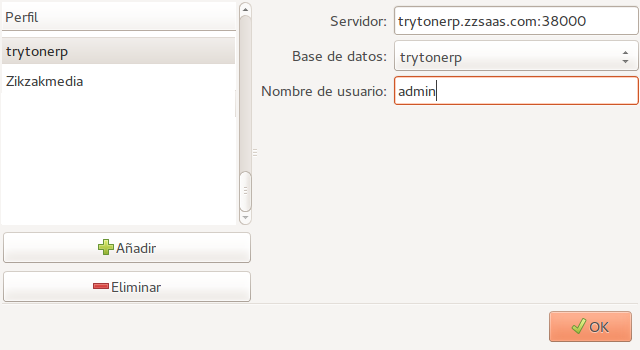 Perfil
trytonerp
Zikzakmedia
Añadir
Eliminar
Servidor: trytonerp.zzsaas.com:38000
Base de datos: trytonerp
Nombre de usuario: admin
OK